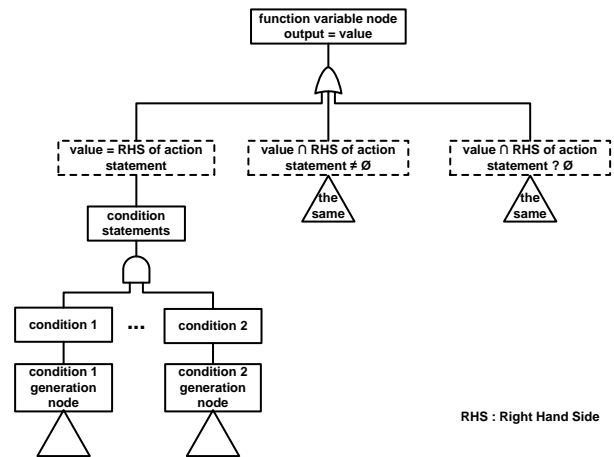 function variable node
output = value
value = RHS of action
statement
value ∩ RHS of action
statement ≠ Ø
value ∩ RHS of action
statement ? Ø
the
same
the
same
condition
statements
condition 1
...
condition 2
condition 1
generation
node
condition 2
generation
node
RHS : Right Hand Side